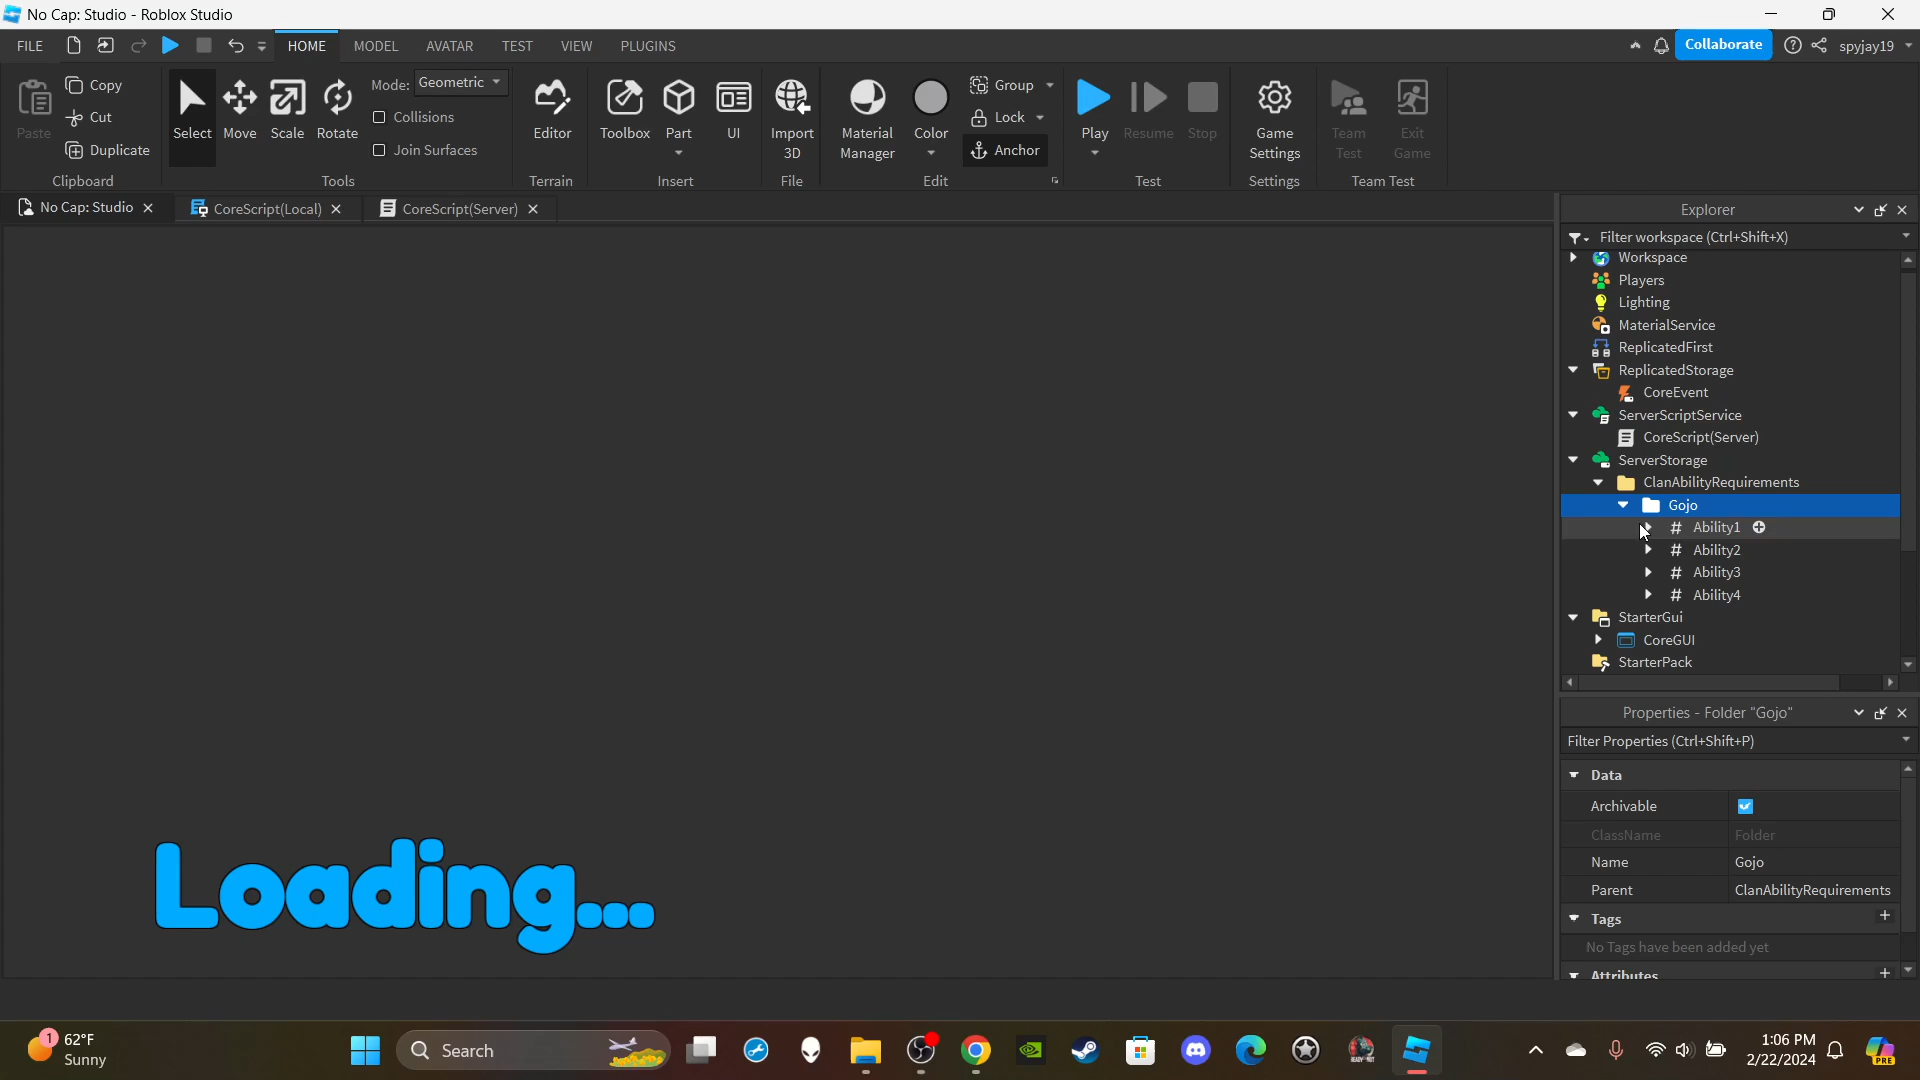 No Cap: Studio - Roblox Studio
FILE HOME MODEL AVATAR TEST VIEW PLUGINS Collaborate spyjay19
Paste Copy Cut Duplicate Clipboard
Select Move Scale Rotate Mode: Geometric Collisions Join Surfaces Tools
Editor Terrain
Toolbox Part UI Insert
Import 3D File
Material Manager Color Group Lock Anchor Edit
Play Resume Stop Test
Game Settings Settings
Team Test Exit Game Team Test
No Cap: Studio CoreScript(Local) CoreScript(Server)
Loading...
Explorer
Filter workspace (Ctrl+Shift+X)
Workspace
Players
Lighting
MaterialService
ReplicatedFirst
ReplicatedStorage
CoreEvent
ServerScriptService
CoreScript(Server)
ServerStorage
ClanAbilityRequirements
Gojo
# Ability1
# Ability2
# Ability3
# Ability4
StarterGui
CoreGUI
StarterPack
Properties - Folder "Gojo"
Filter Properties (Ctrl+Shift+P)
Data
Archivable
ClassName Folder
Name Gojo
Parent ClanAbilityRequirements
Tags
No Tags have been added yet
Attributes
1 62°F
Sunny
Search
READY OR NOT
1:06 PM
2/22/2024
PRE